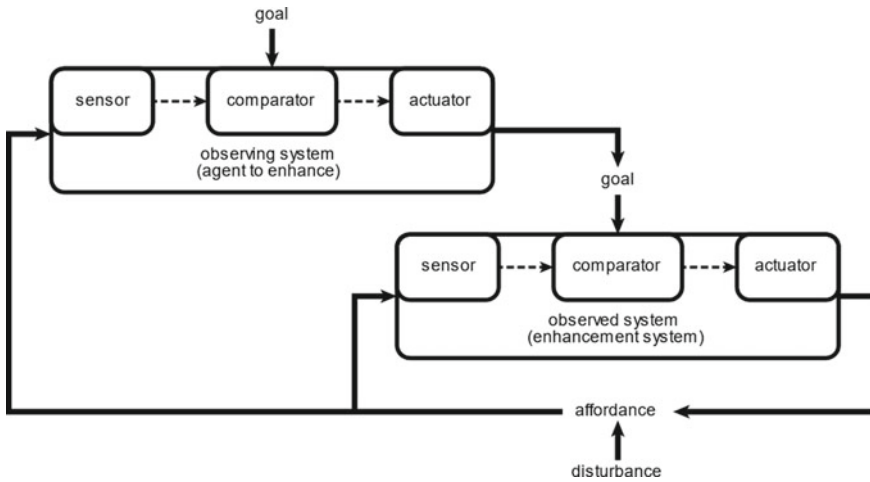 goal
sensor
comparator
actuator
observing system
(agent to enhance)
goal
sensor
comparator
actuator
observed system
(enhancement system)
affordance
disturbance